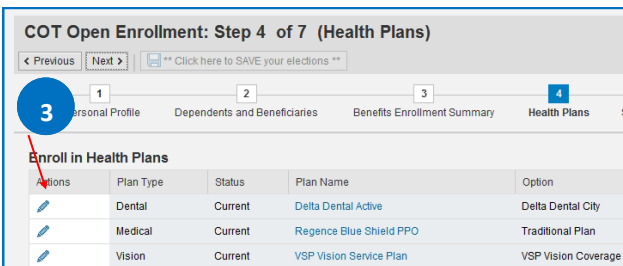 COT Open Enrollment: Step 4 of 7 (Health Plans)
< Previous Next > ** Click here to SAVE your elections **
1 2 3 4
3 ersonal Profile Dependents and Beneficiaries Benefits Enrollment Summary Health Plans
Enroll in Health Plans
Actions Plan Type Status Plan Name Option
Dental Current Delta Dental Active Delta Dental City
Medical Current Regence Blue Shield PPO Traditional Plan
Vision Current VSP Vision Service Plan VSP Vision Coverage